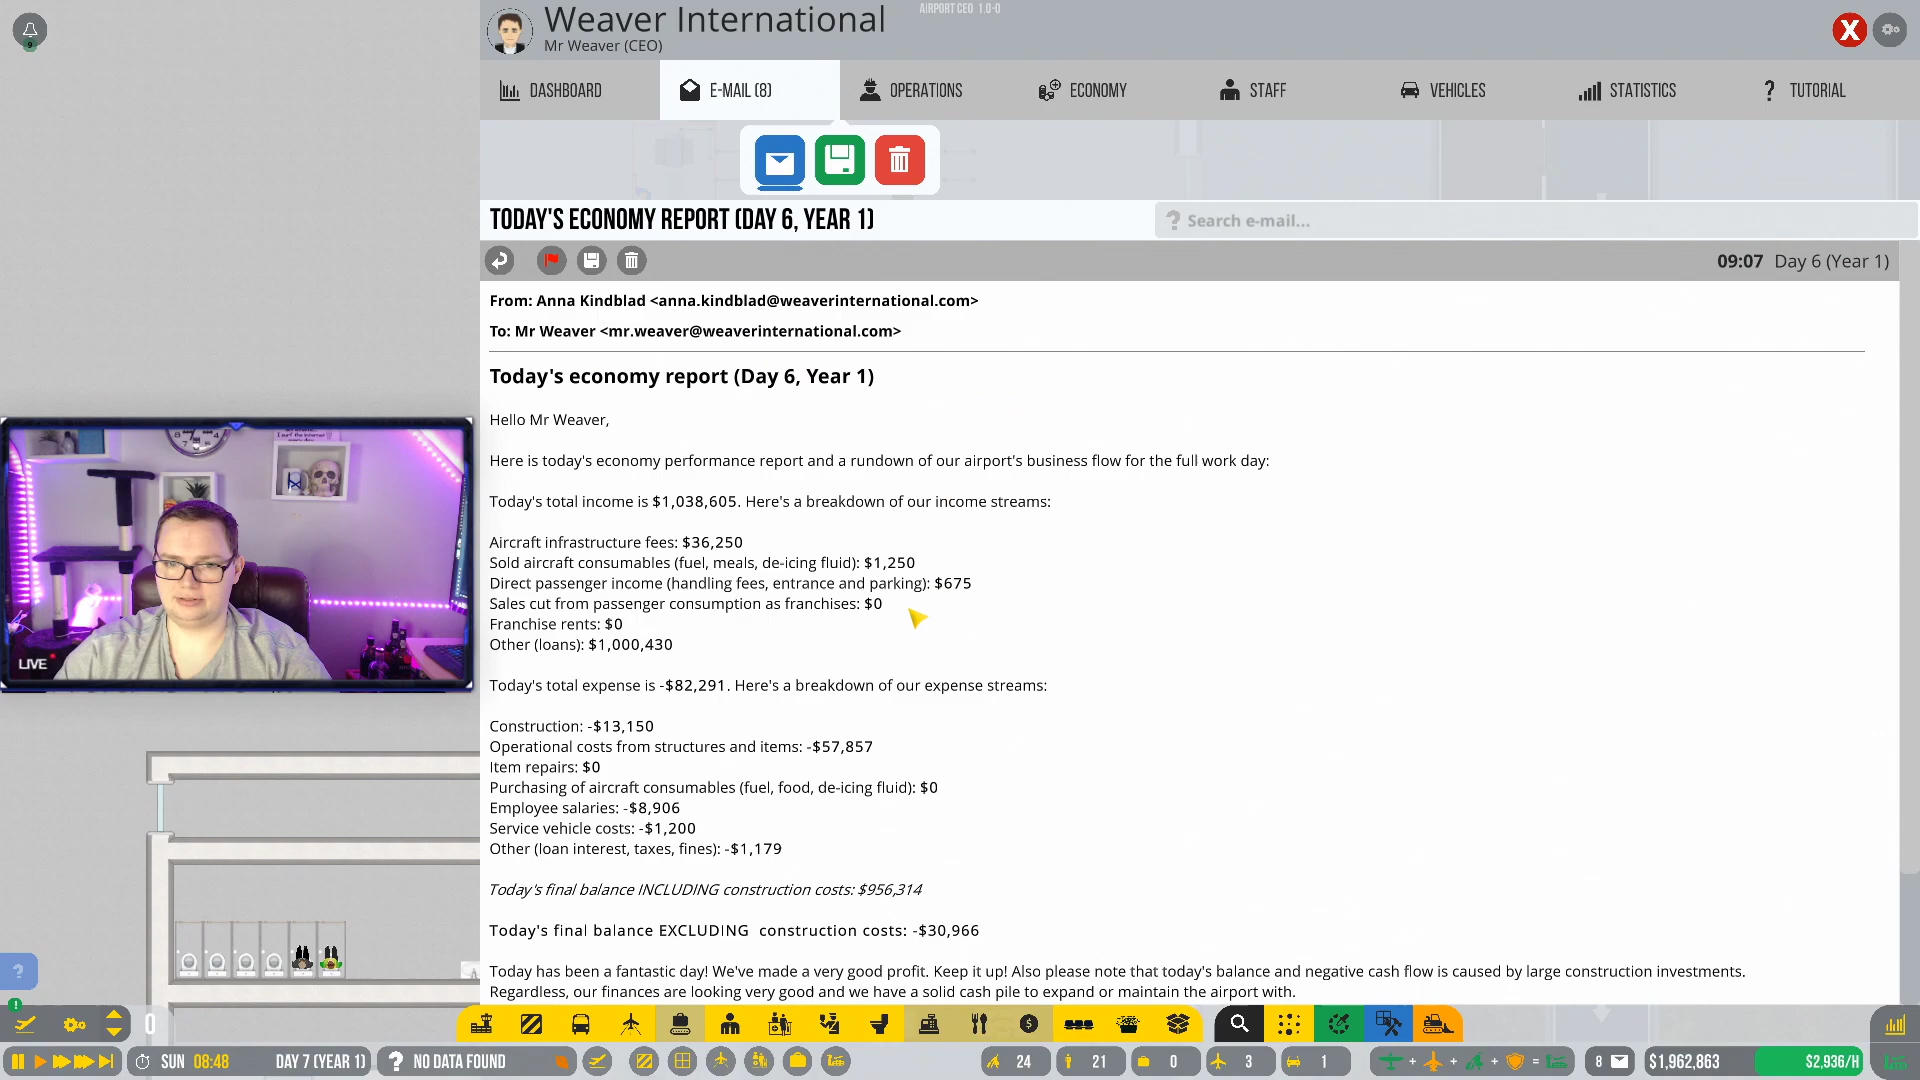 AIRPORT CEO 1.0-0
Weaver International
Mr Weaver (CEO)
9
X
DASHBOARD
E-MAIL (8)
OPERATIONS
ECONOMY
STAFF
VEHICLES
STATISTICS
? TUTORIAL
TODAY'S ECONOMY REPORT (DAY 6, YEAR 1)
? Search e-mail...
09:07 Day 6 (Year 1)
From: Anna Kindblad <anna.kindblad@weaverinternational.com>
To: Mr Weaver <mr.weaver@weaverinternational.com>
Today's economy report (Day 6, Year 1)
Hello Mr Weaver,
Here is today's economy performance report and a rundown of our airport's business flow for the full work day:
Today's total income is $1,038,605. Here's a breakdown of our income streams:
Aircraft infrastructure fees: $36,250
Sold aircraft consumables (fuel, meals, de-icing fluid): $1,250
Direct passenger income (handling fees, entrance and parking): $675
Sales cut from passenger consumption as franchises: $0
Franchise rents: $0
Other (loans): $1,000,430
Today's total expense is -$82,291. Here's a breakdown of our expense streams:
Construction: -$13,150
Operational costs from structures and items: -$57,857
Item repairs: $0
Purchasing of aircraft consumables (fuel, food, de-icing fluid): $0
Employee salaries: -$8,906
Service vehicle costs: -$1,200
Other (loan interest, taxes, fines): -$1,179
Today's final balance INCLUDING construction costs: $956,314
Today's final balance EXCLUDING construction costs: -$30,966
Today has been a fantastic day! We've made a very good profit. Keep it up! Also please note that today's balance and negative cash flow is caused by large construction investments.
Regardless, our finances are looking very good and we have a solid cash pile to expand or maintain the airport with.
LIVE
?
0
SUN 08:48 DAY 7 (YEAR 1)
? NO DATA FOUND
24
21
0
3
1
+ + + =
8
$1,962,863
$2,936/H